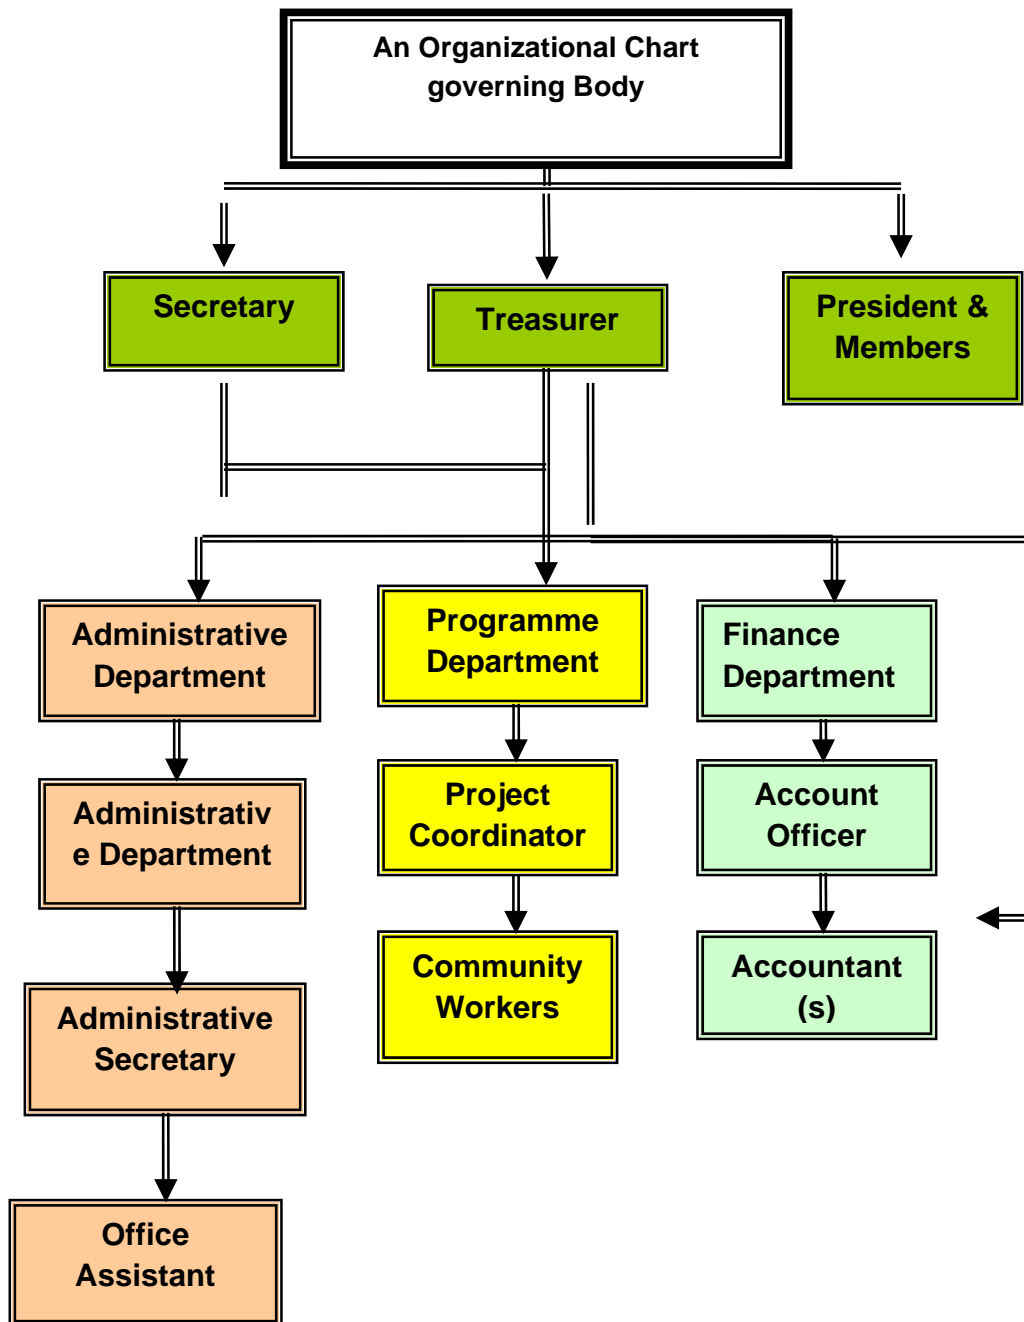 An Organizational Chart
governing Body
Secretary
Treasurer
President &
Members
Administrative
Department
Programme
Department
Finance
Department
Administrativ
e Department
Project
Coordinator
Account
Officer
Administrative
Secretary
Community
Workers
Accountant
(s)
Office
Assistant